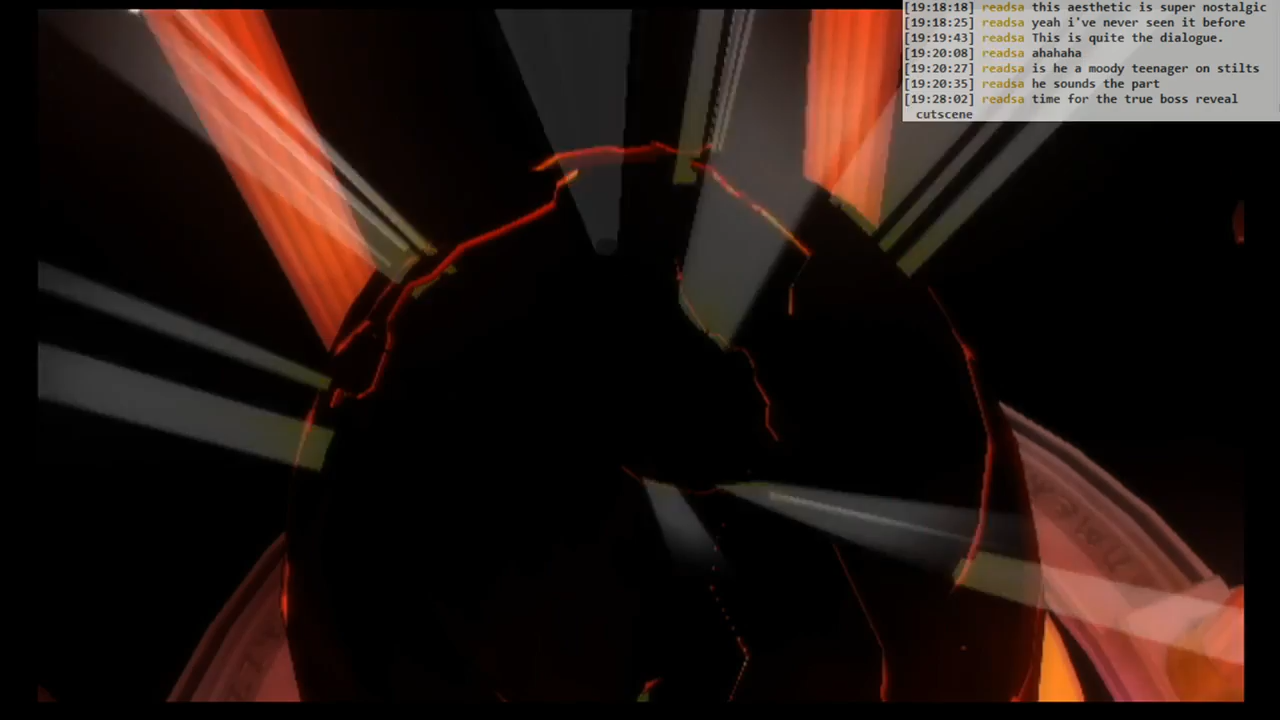 [19:18:18] readsa this aesthetic is super nostalgic
[19:18:25] readsa yeah i've never seen it before
[19:19:43] readsa This is quite the dialogue.
[19:20:08] readsa ahahaha
[19:20:27] readsa is he a moody teenager on stilts
[19:20:35] readsa he sounds the part
[19:28:02] readsa time for the true boss reveal
cutscene